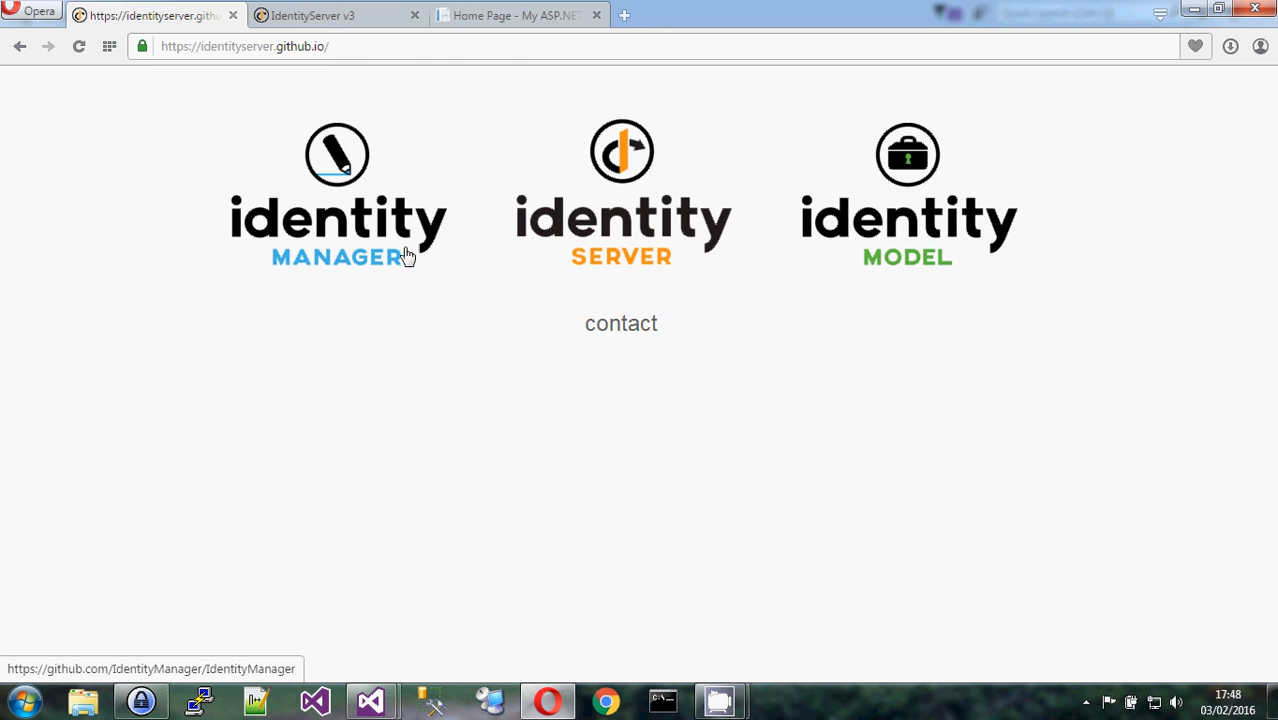 Opera
https://identityserver.githu
IdentityServer v3
Home Page - My ASP.NET
https://identityserver.github.io/
identity
MANAGER
identity
SERVER
identity
MODEL
contact
https://github.com/IdentityManager/IdentityManager
17:48
03/02/2016